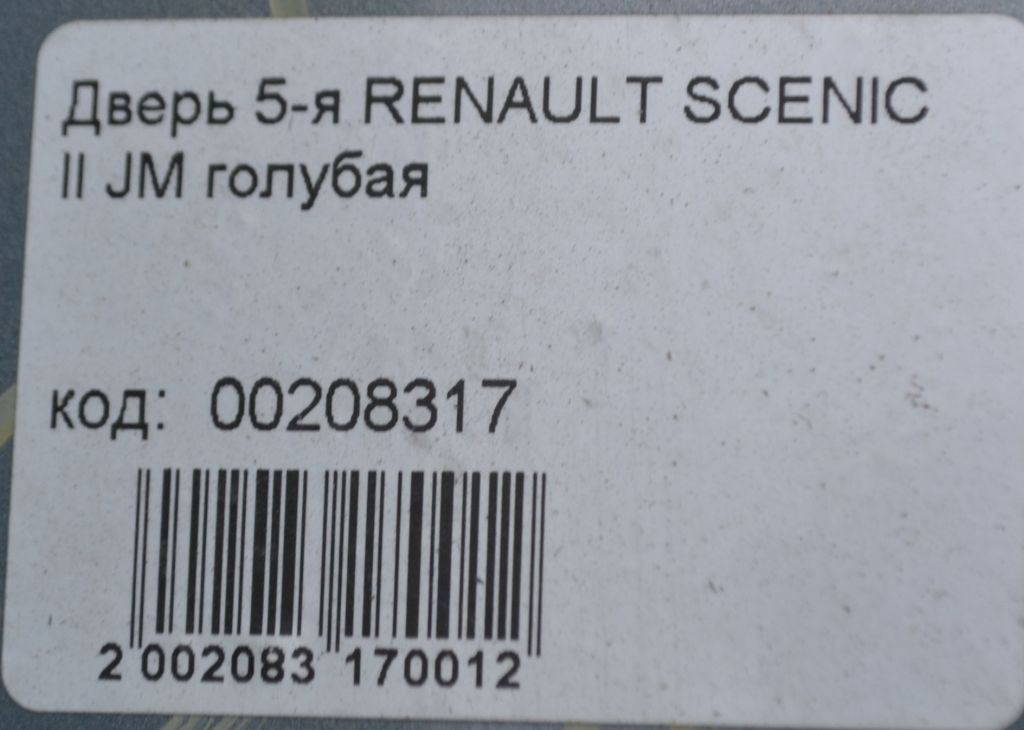 Дверь 5-я RENAULT SCENIC
II JM голубая
код: 00208317
2 002083 170012